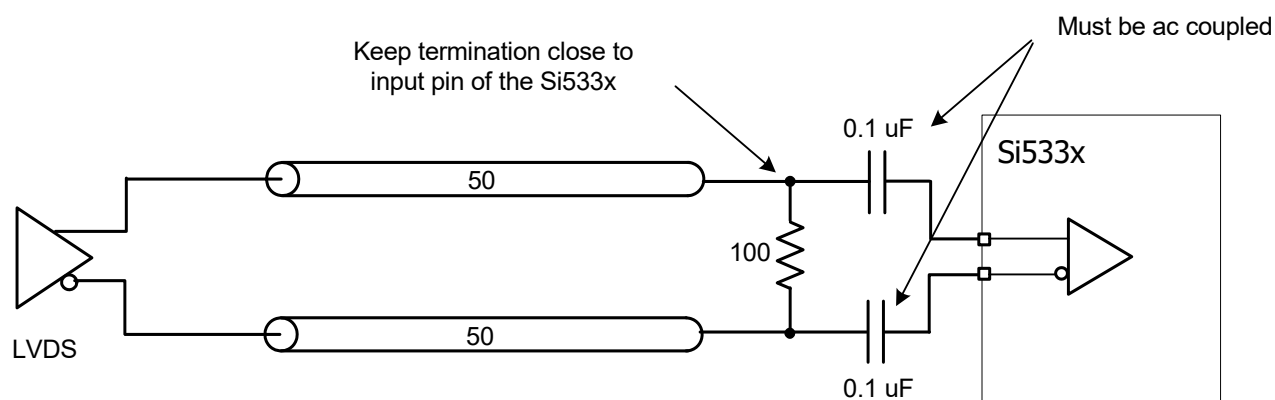 Must be ac coupled
Keep termination close to
input pin of the Si533x
0.1 uF
Si533x
50
100
50
LVDS
0.1 uF